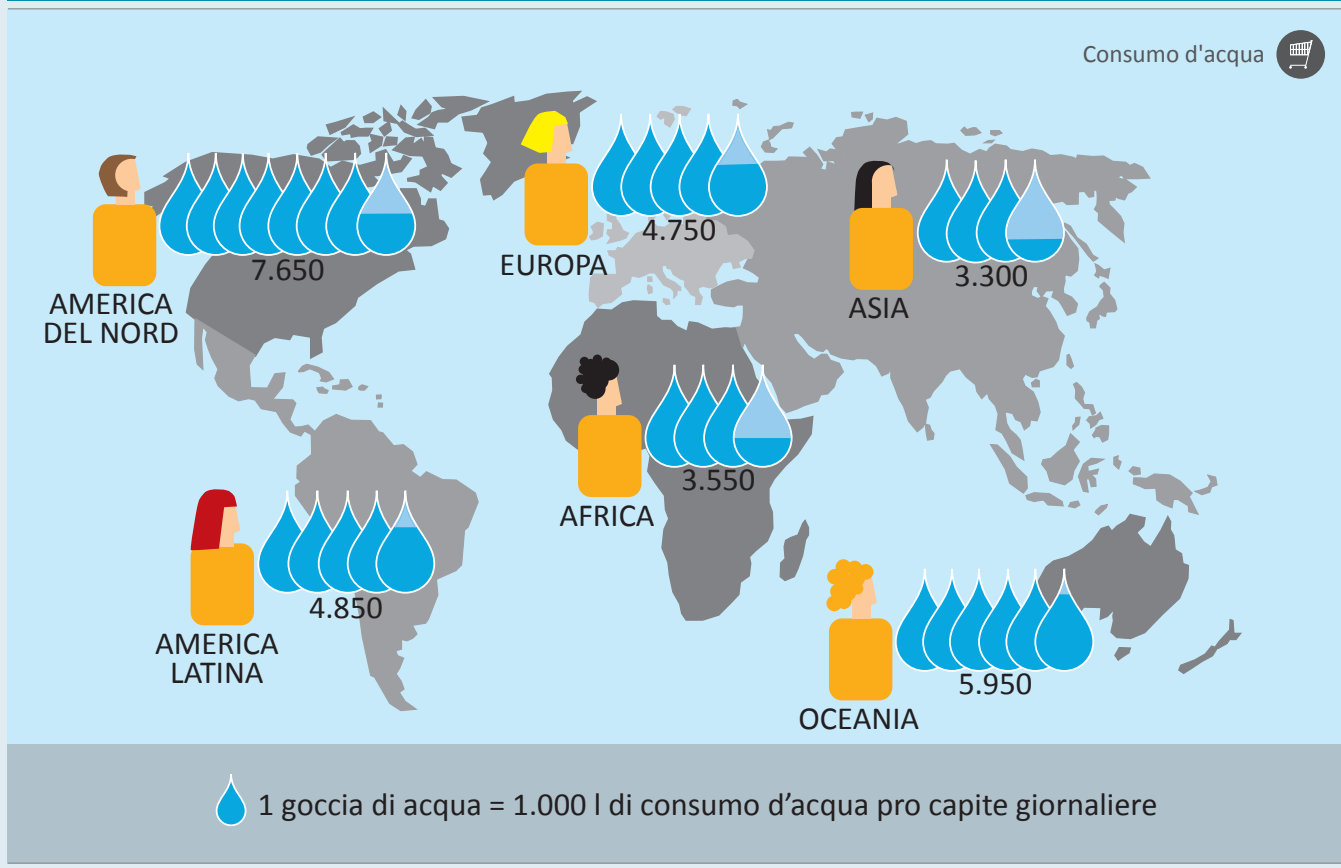 Consumo d'acqua
7.650
AMERICA
DEL NORD
4.750
EUROPA
3.300
ASIA
3.550
AFRICA
4.850
AMERICA
LATINA
5.950
OCEANIA
1 goccia di acqua = 1.000 l di consumo d’acqua pro capite giornaliere